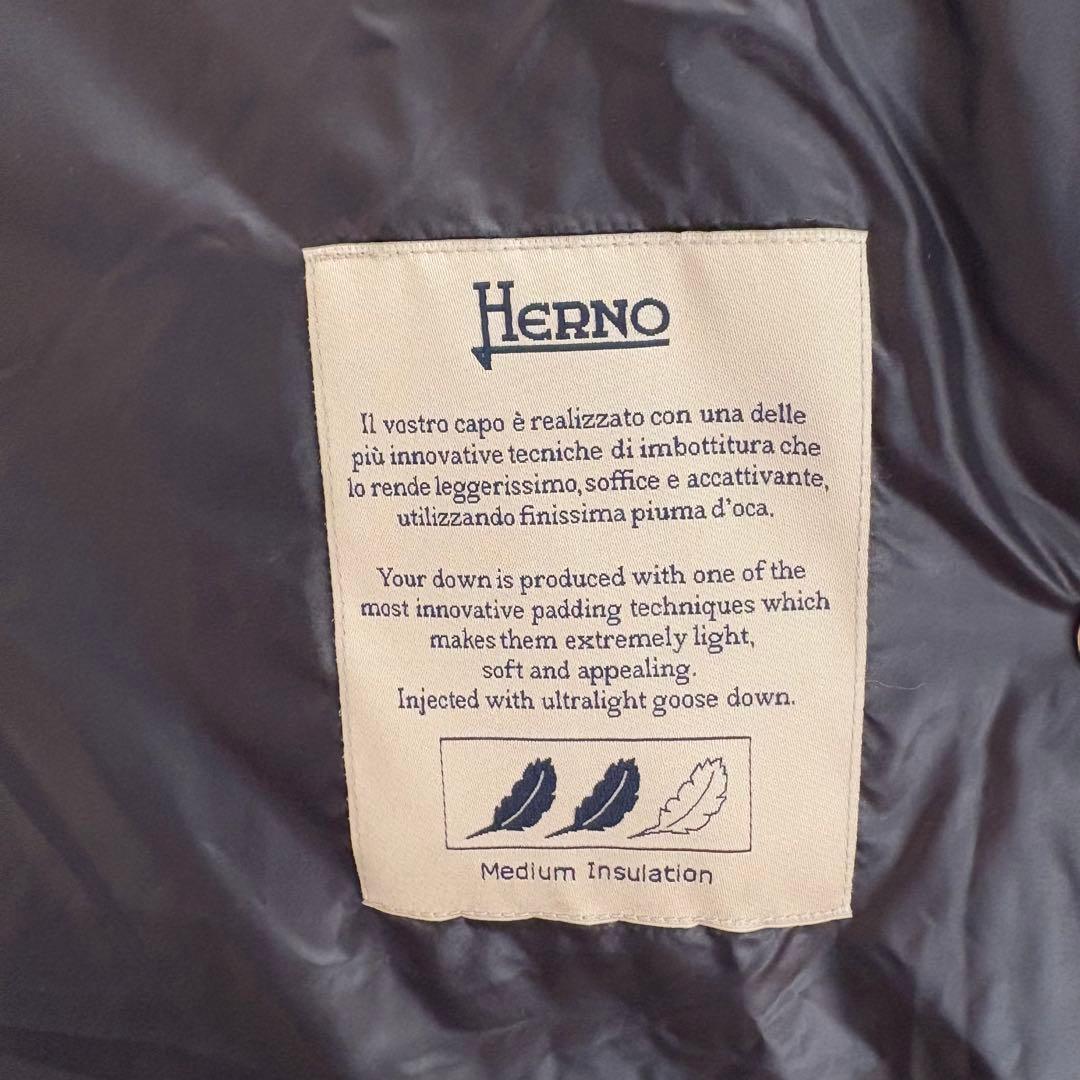 HERNO
Il vostro capo è realizzato con una delle
più innovative tecniche di imbottitura che
lo rende leggerissimo, soffice e accattivante,
utilizzando finissima piuma d'oca.
Your down is produced with one of the
most innovative padding techniques which
makes them extremely light,
soft and appealing.
Injected with ultralight goose down.
Medium Insulation